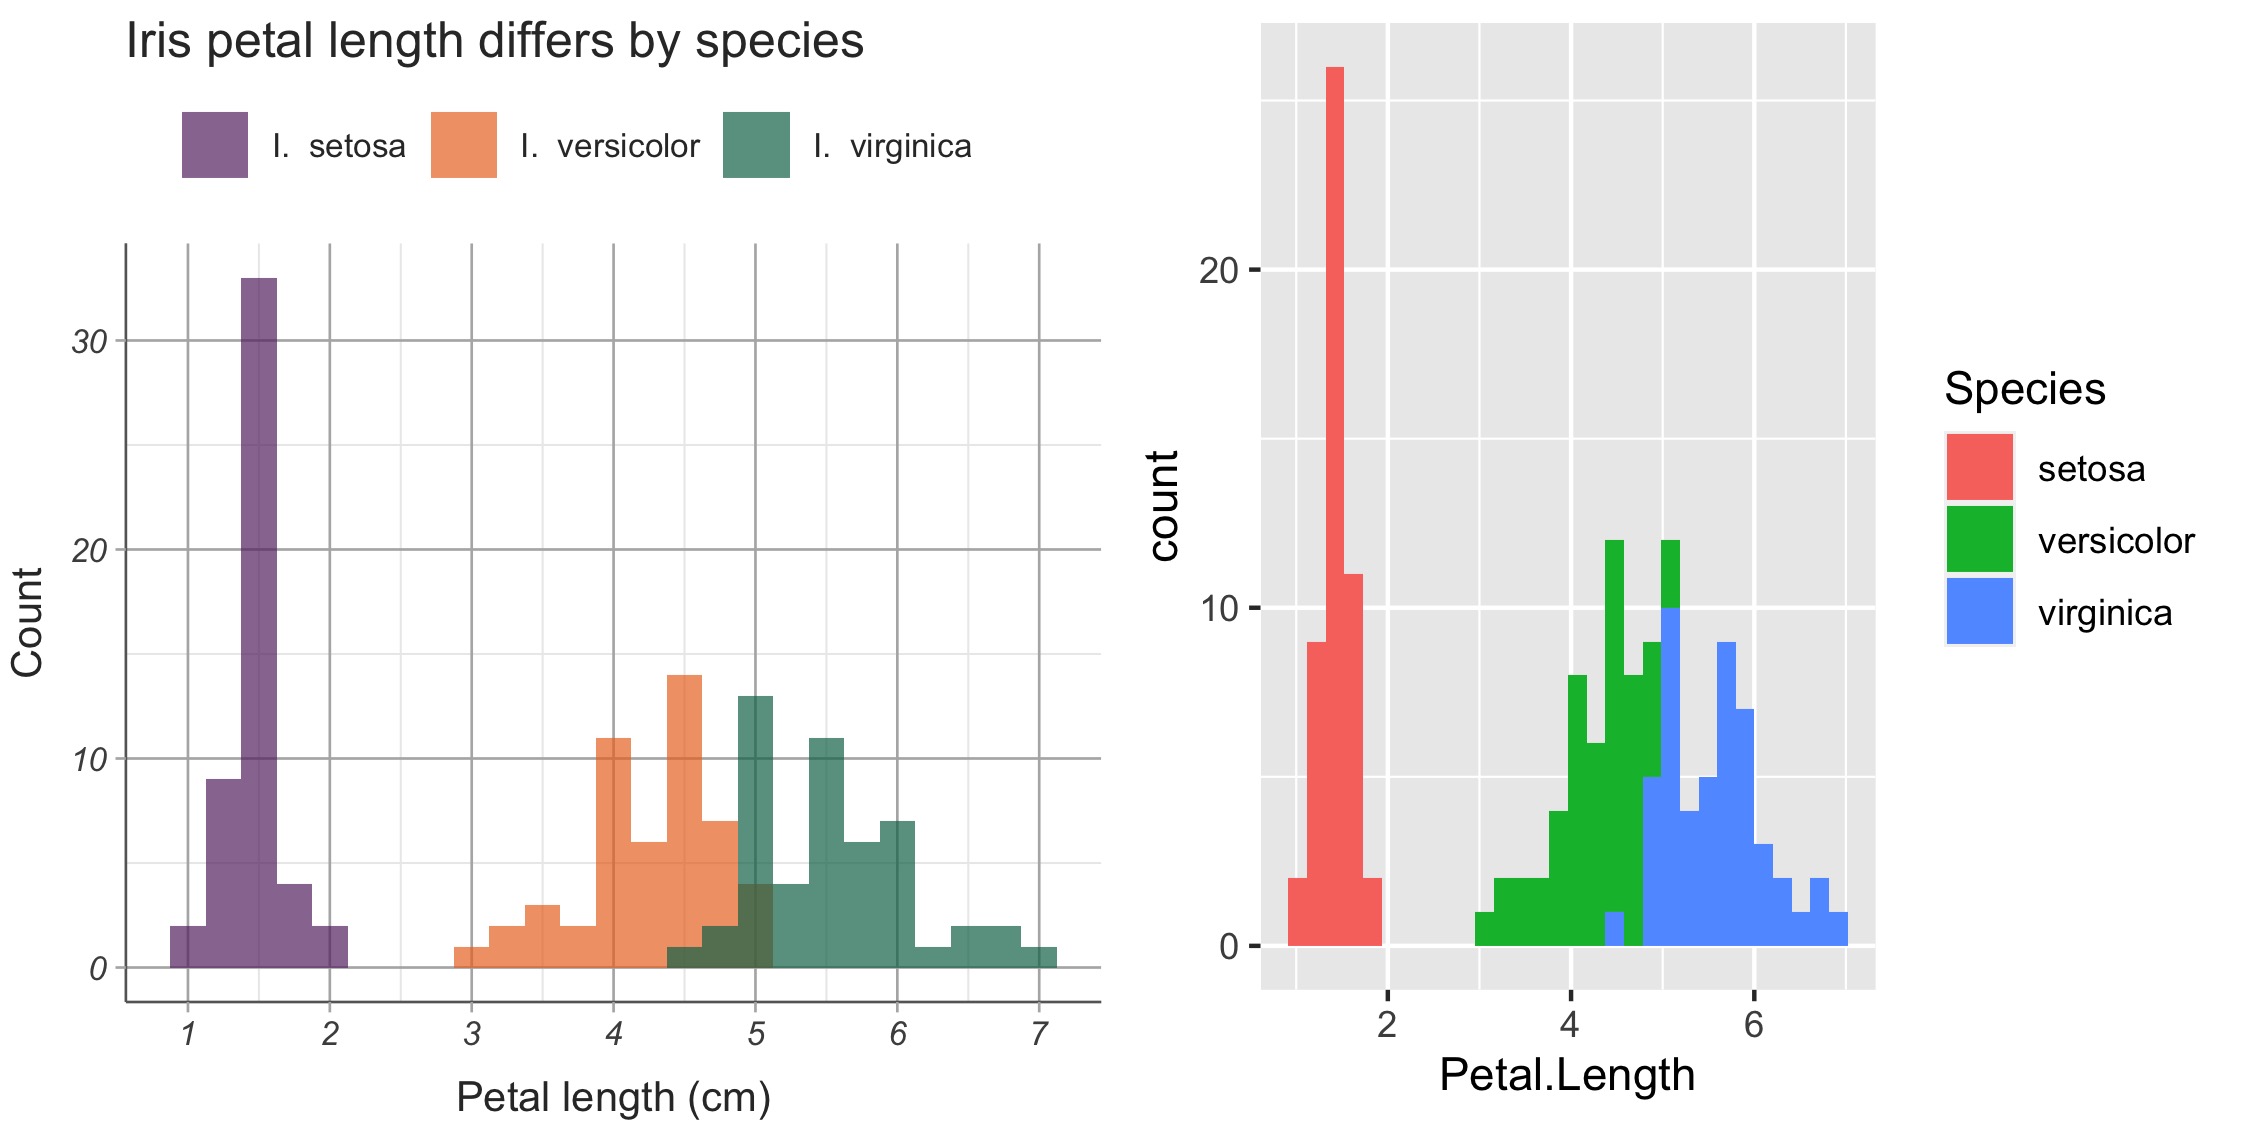 Iris petal length differs by species
I. setosa I. versicolor I. virginica
30
20
10
0
Count
1 2 3 4 5 6 7
Petal length (cm)
20
10
0
count
2 4 6
Petal.Length
Species
setosa
versicolor
virginica